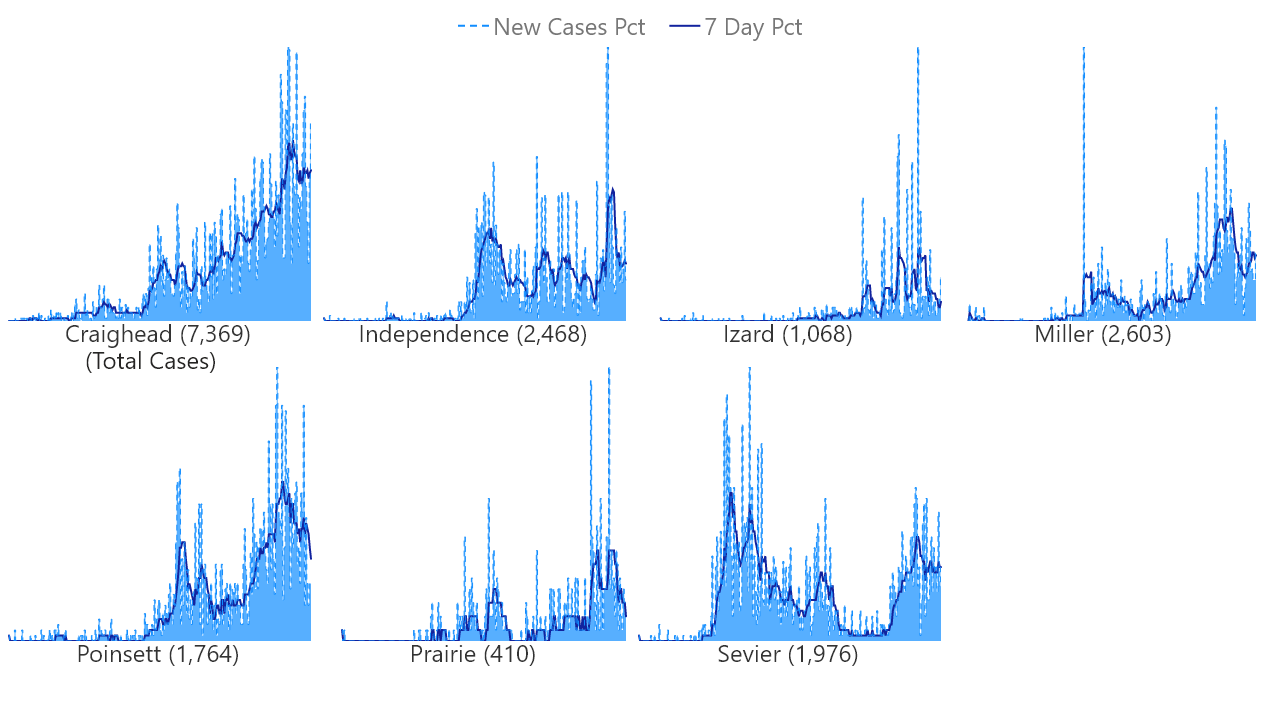 New Cases Pct 7 Day Pct
Craighead (7,369) Independence (2,468) Izard (1,068) Miller (2,603)
(Total Cases)
Poinsett (1,764) Prairie (410) Sevier (1,976)